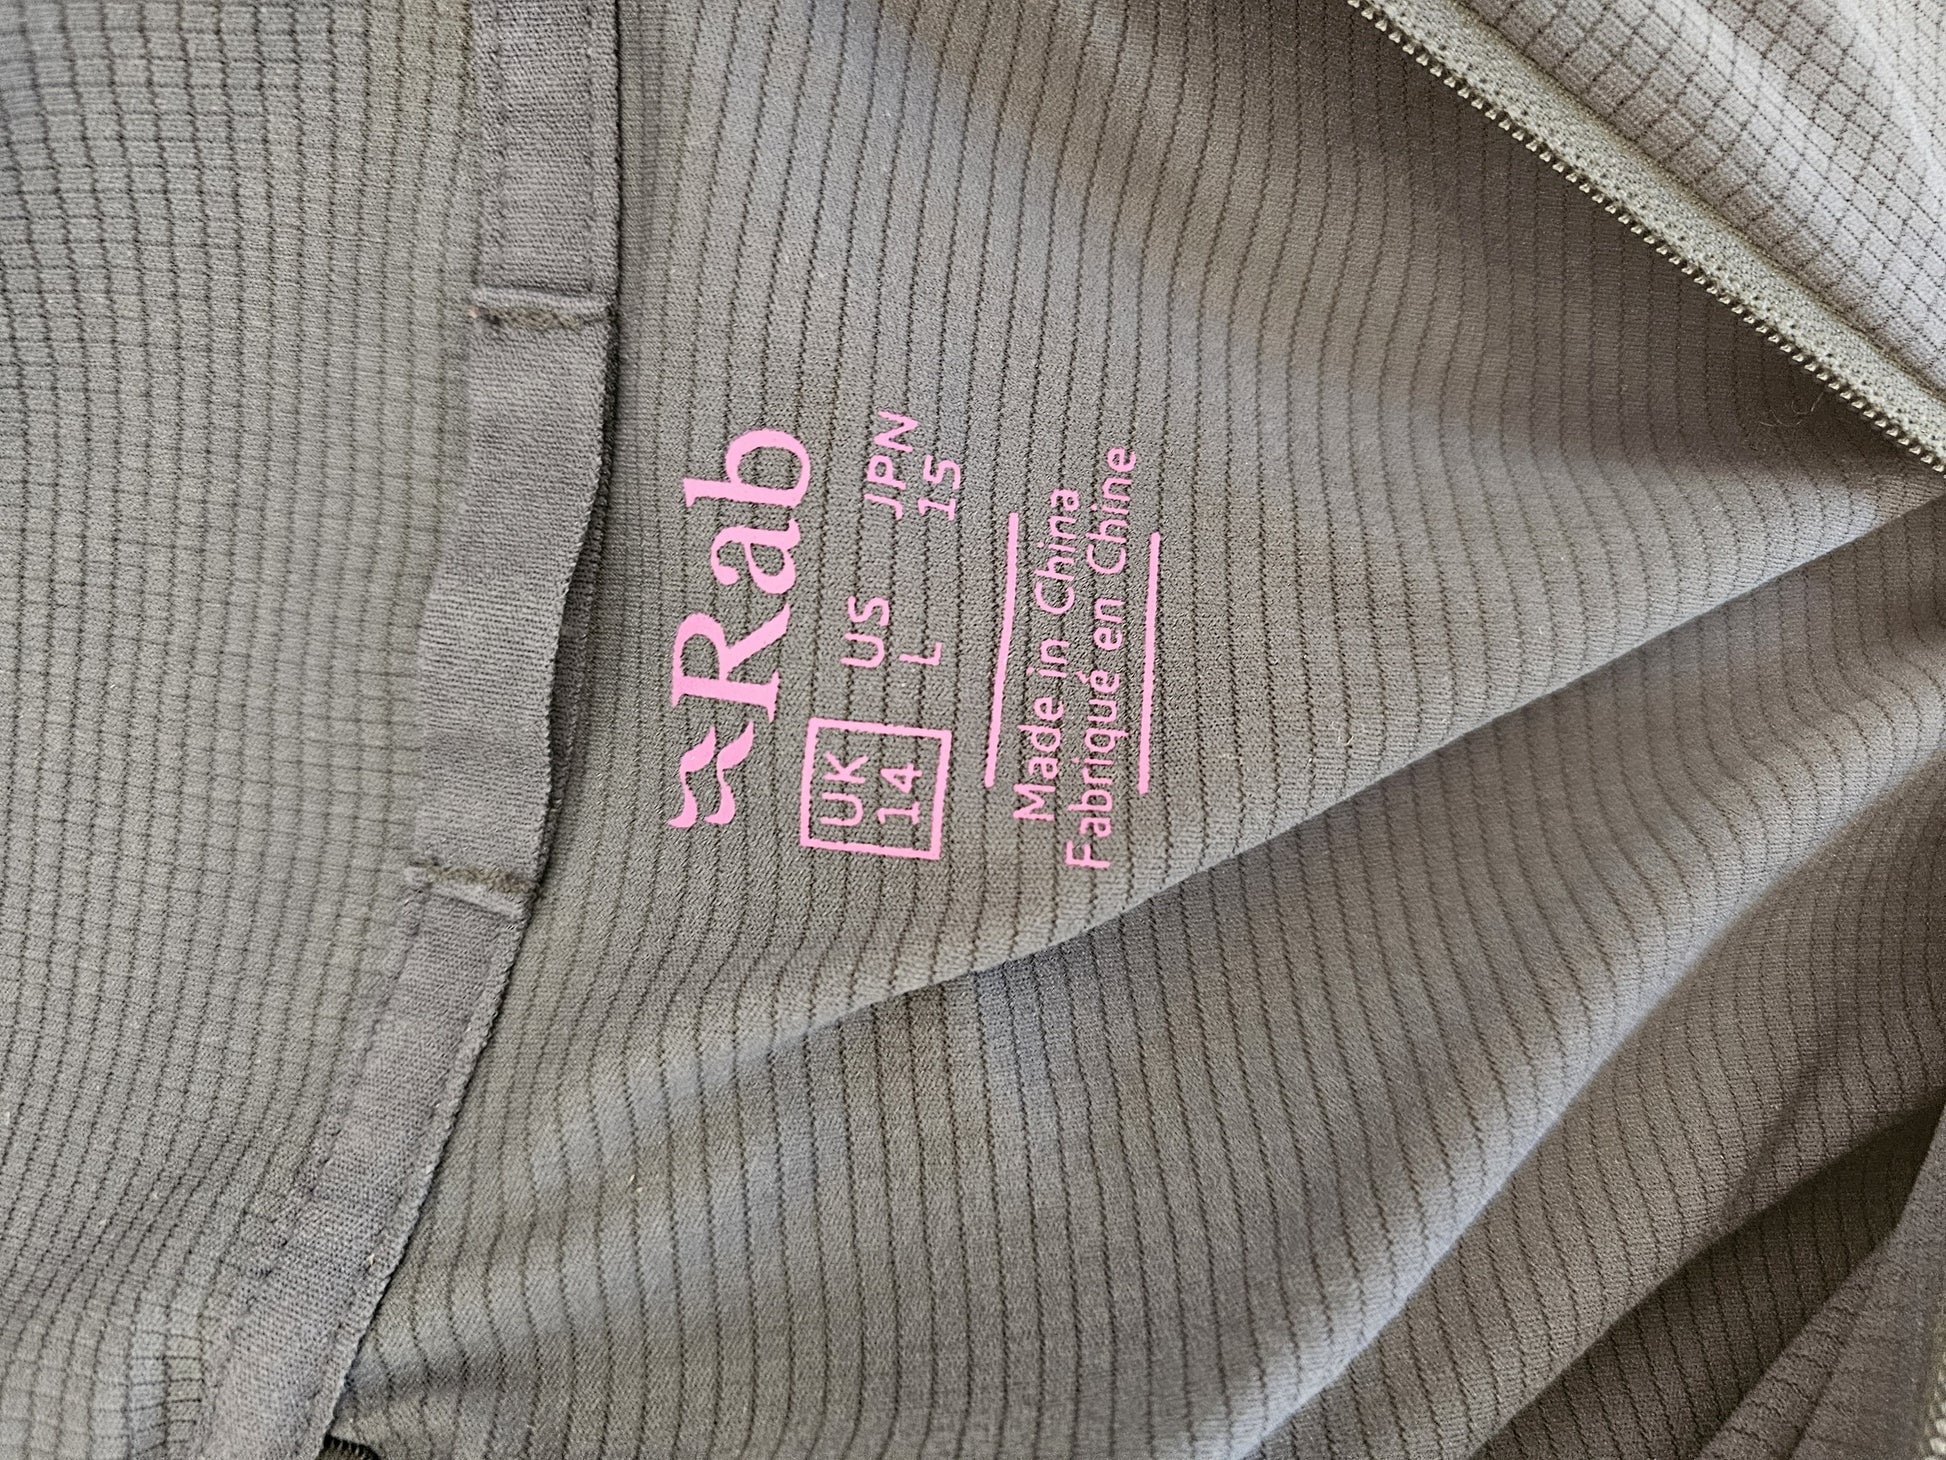 Rab
UK US JPN
14 L 15
Made in China
Fabriqué en Chine